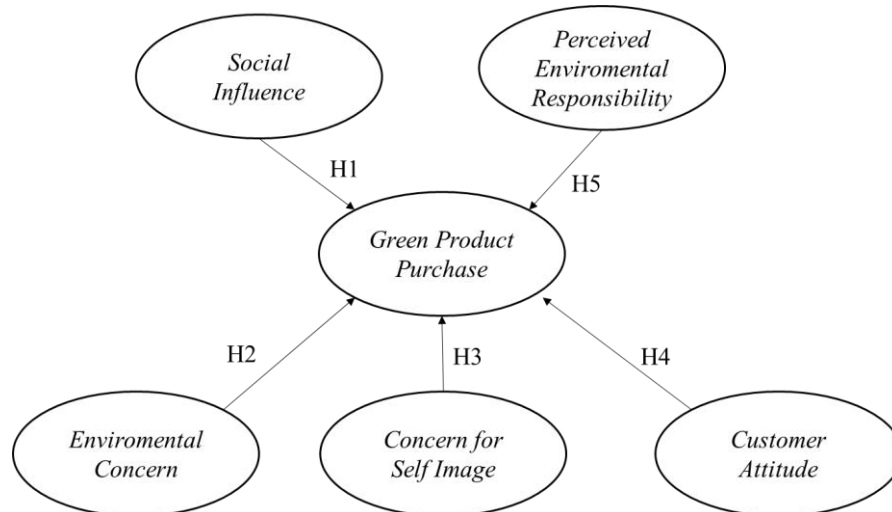 Social
Influence
Perceived
Enviromental
Responsibility
H1
H5
Green Product
Purchase
H2
H3
H4
Enviromental
Concern
Concern for
Self Image
Customer
Attitude